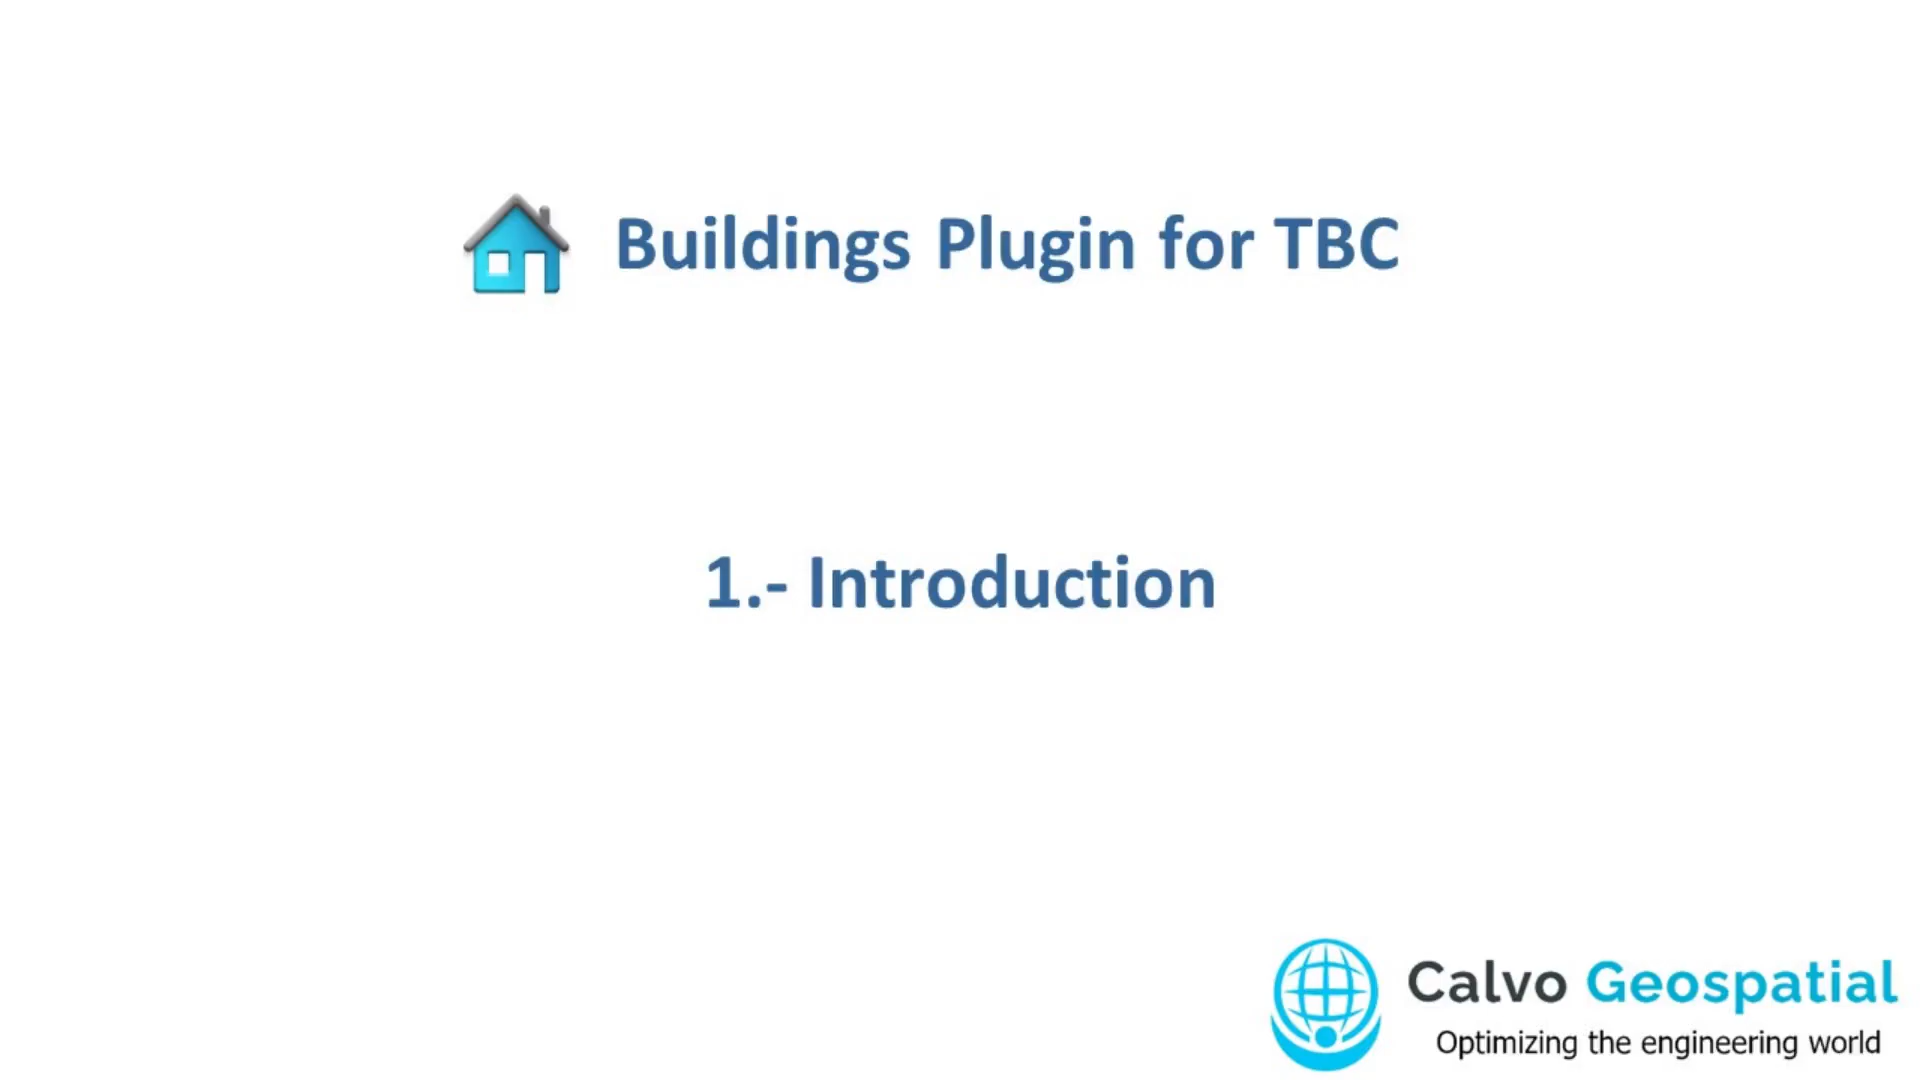 Buildings Plugin for TBC
1.- Introduction
Calvo Geospatial
Optimizing the engineering world